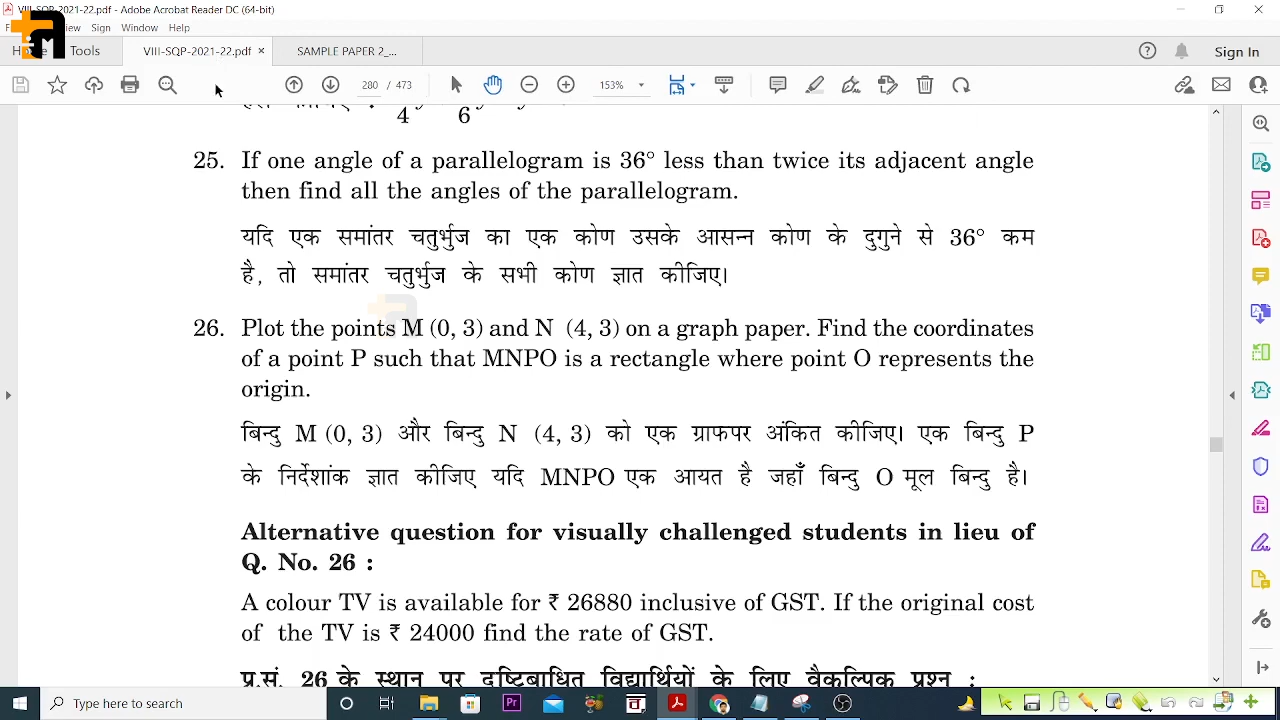 VIII-SQP-2021-22.pdf - Adobe Acrobat Reader DC (64-bit)
Sign Window Help
Tools VIII-SQP-2021-22.pdf × SAMPLE PAPER 2_... Sign In
280 / 473 153%
4 6
25. If one angle of a parallelogram is 36° less than twice its adjacent angle
then find all the angles of the parallelogram.
यदि एक समांतर चतुर्भुज का एक कोण उसके आसन्न कोण के दुगुने से 36° कम
है, तो समांतर चतुर्भुज के सभी कोण ज्ञात कीजिए।
26. Plot the points M (0, 3) and N (4, 3) on a graph paper. Find the coordinates
of a point P such that MNPO is a rectangle where point O represents the
origin.
बिन्दु M (0, 3) और बिन्दु N (4, 3) को एक ग्राफपर अंकित कीजिए। एक बिन्दु P
के निर्देशांक ज्ञात कीजिए यदि MNPO एक आयत है जहाँ बिन्दु O मूल बिन्दु है।
Alternative question for visually challenged students in lieu of
Q. No. 26 :
A colour TV is available for ₹ 26880 inclusive of GST. If the original cost
of the TV is ₹ 24000 find the rate of GST.
प्र.सं. 26 के स्थान पर दृष्टिबाधित विद्यार्थियों के लिए वैकल्पिक प्रश्न :
Type here to search